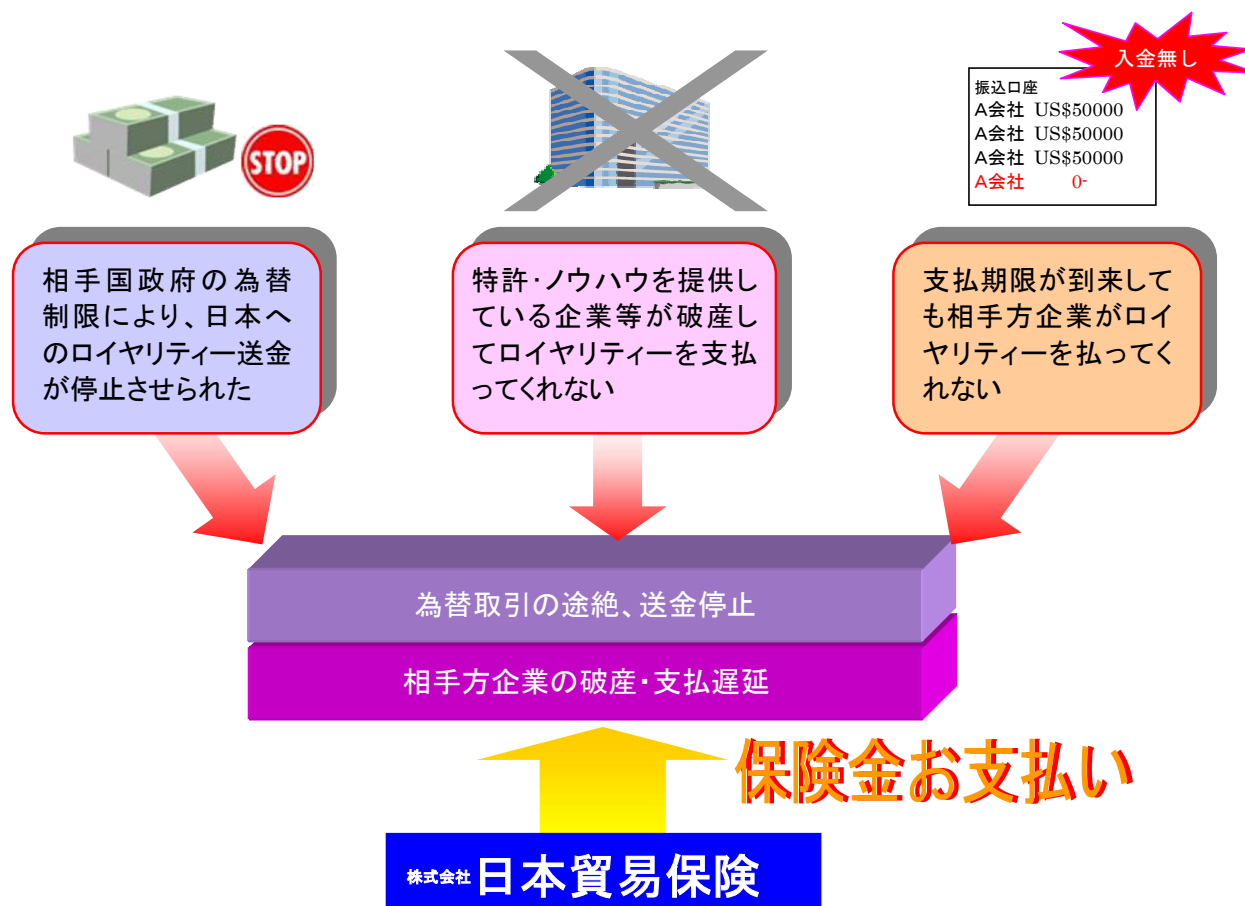 入金無し
STOP
振込口座
A会社 US$50000
A会社 US$50000
A会社 US$50000
A会社 0-
相手国政府の為替
制限により、日本へ
のロイヤリティー送金
が停止させられた
特許・ノウハウを提供し
ている企業等が破産し
てロイヤリティーを支払
ってくれない
支払期限が到来して
も相手方企業がロイ
ヤリティーを払ってく
れない
為替取引の途絶、送金停止
相手方企業の破産・支払遅延
保険金お支払い
株式会社日本貿易保険